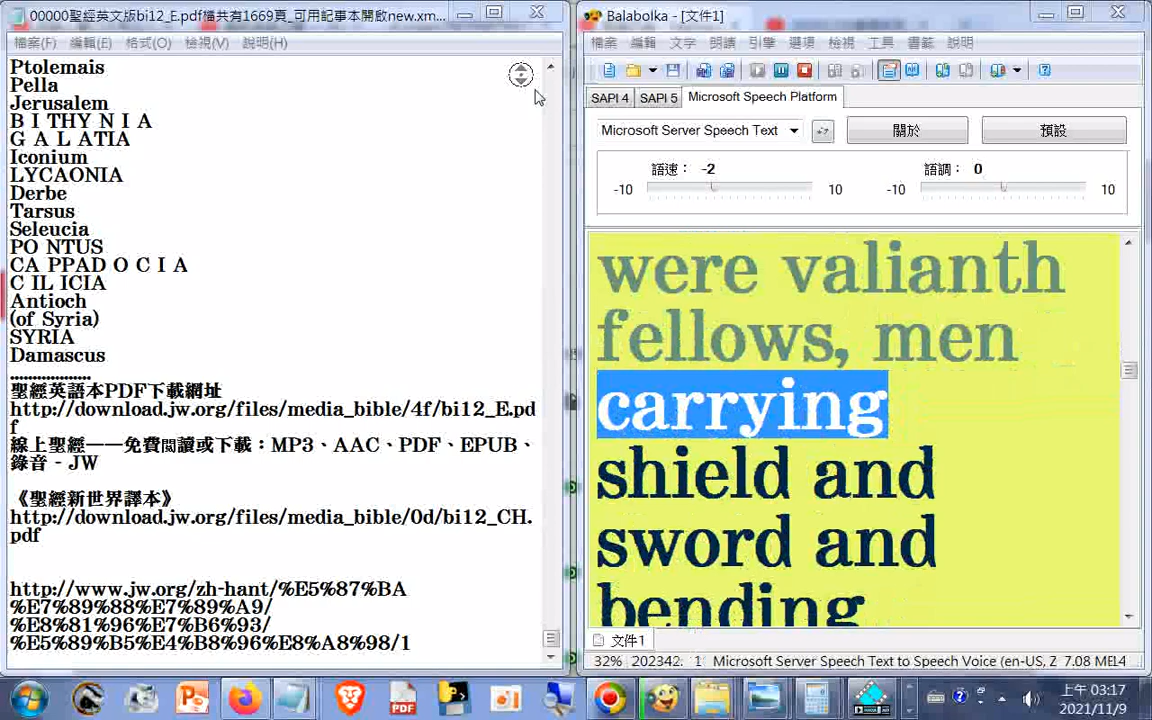 00000聖經英文版bi12_E.pdf檔共有1669頁_可用記事本開啟new.xm...
檔案(F) 編輯(E) 格式(O) 檢視(V) 說明(H)
Ptolemais
Pella
Jerusalem
B I THY N I A
G A L ATIA
Iconium
LYCAONIA
Derbe
Tarsus
Seleucia
PO NTUS
CA PPAD O C I A
C IL ICIA
Antioch
(of Syria)
SYRIA
Damascus
..................
聖經英語本PDF下載網址
http://download.jw.org/files/media_bible/4f/bi12_E.pd
f
線上聖經——免費閱讀或下載：MP3、AAC、PDF、EPUB、
錄音 - JW
《聖經新世界譯本》
http://download.jw.org/files/media_bible/0d/bi12_CH.
pdf
http://www.jw.org/zh-hant/%E5%87%BA
%E7%89%88%E7%89%A9/
%E8%81%96%E7%B6%93/
%E5%89%B5%E4%B8%96%E8%A8%98/1
Balabolka - [文件1]
檔案 編輯 文字 朗讀 引擎 選項 檢視 工具 書籤 說明
SAPI 4 SAPI 5 Microsoft Speech Platform
Microsoft Server Speech Text 關於 預設
語速： -2 語調： 0
-10 10 -10 10
were valianth
fellows, men
carrying
shield and
sword and
bending
文件1
32% 202342. 1 Microsoft Server Speech Text to Speech Voice (en-US, Z 7.08 ME
PDF
上午 03:17
2021/11/9